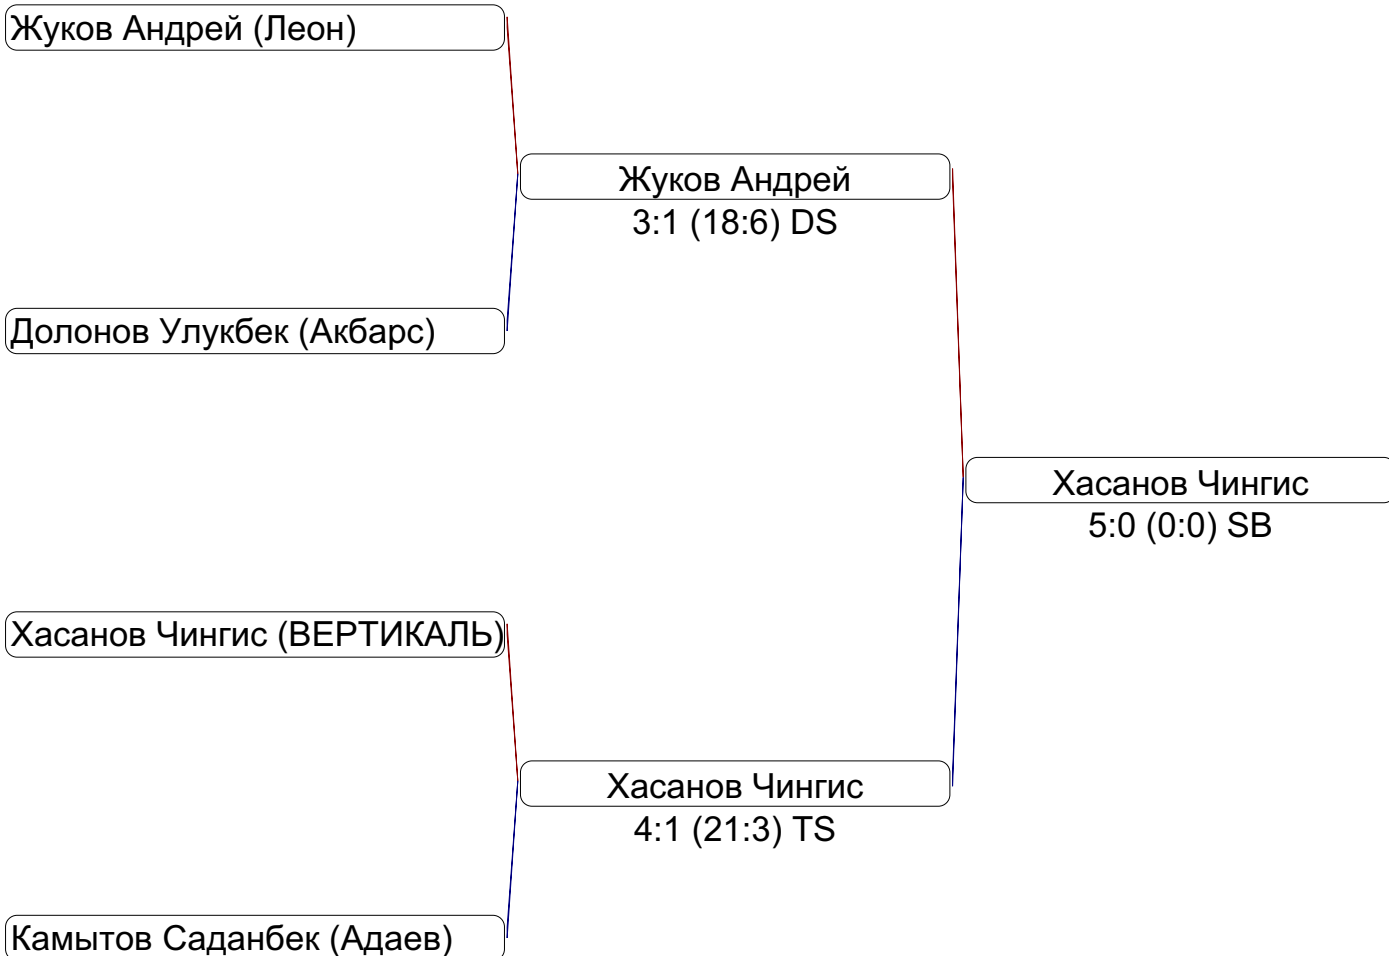 Жуков Андрей (Леон)
Жуков Андрей
3:1 (18:6) DS
Долонов Улукбек (Акбарс)
Хасанов Чингис
5:0 (0:0) SB
Хасанов Чингис (ВЕРТИКАЛЬ)
Хасанов Чингис
4:1 (21:3) TS
Камытов Саданбек (Адаев)